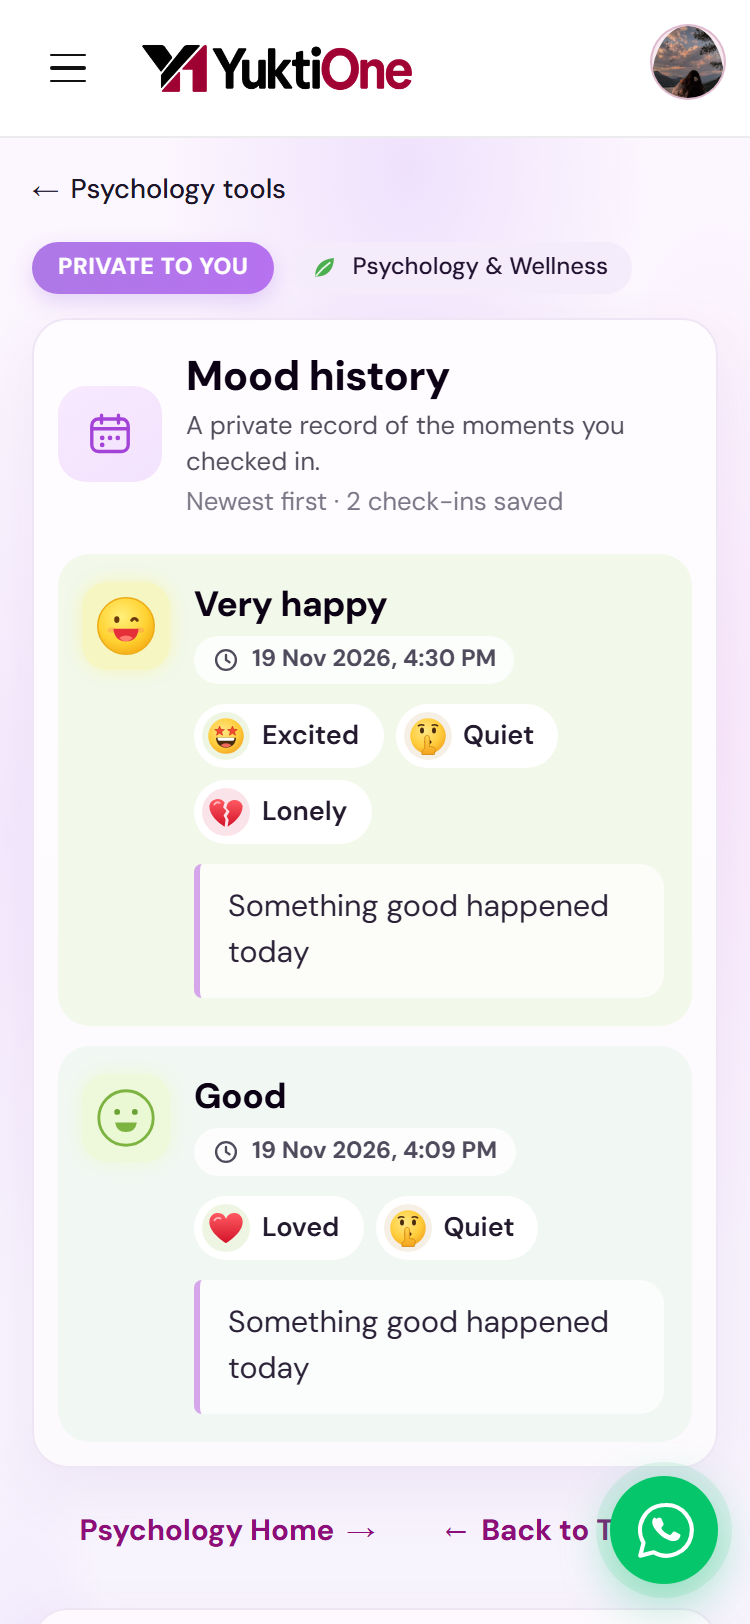 YuktiOne
← Psychology tools
PRIVATE TO YOU
Psychology & Wellness
Mood history
A private record of the moments you
checked in.
Newest first · 2 check-ins saved
Very happy
19 Nov 2026, 4:30 PM
Excited
Quiet
Lonely
Something good happened
today
Good
19 Nov 2026, 4:09 PM
Loved
Quiet
Something good happened
today
Psychology Home →
← Back to